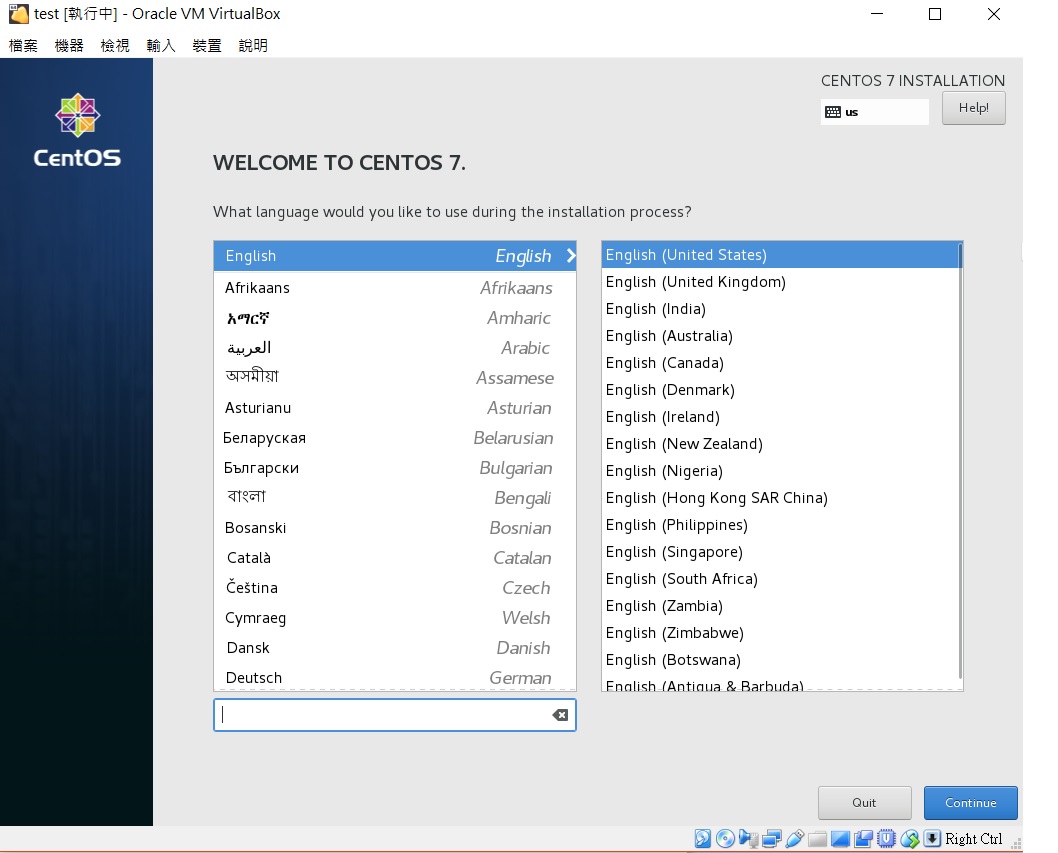 test [執行中] - Oracle VM VirtualBox
檔案 機器 檢視 輸入 裝置 說明
CentOS
CENTOS 7 INSTALLATION
us
Help!
WELCOME TO CENTOS 7.
What language would you like to use during the installation process?
English English
Afrikaans Afrikaans
አማርኛ Amharic
العربية Arabic
অসমীয়া Assamese
Asturianu Asturian
Беларуская Belarusian
Български Bulgarian
বাংলা Bengali
Bosanski Bosnian
Català Catalan
Čeština Czech
Cymraeg Welsh
Dansk Danish
Deutsch German
English (United States)
English (United Kingdom)
English (India)
English (Australia)
English (Canada)
English (Denmark)
English (Ireland)
English (New Zealand)
English (Nigeria)
English (Hong Kong SAR China)
English (Philippines)
English (Singapore)
English (South Africa)
English (Zambia)
English (Zimbabwe)
English (Botswana)
English (Antigua & Barbuda)
Quit
Continue
Right Ctrl